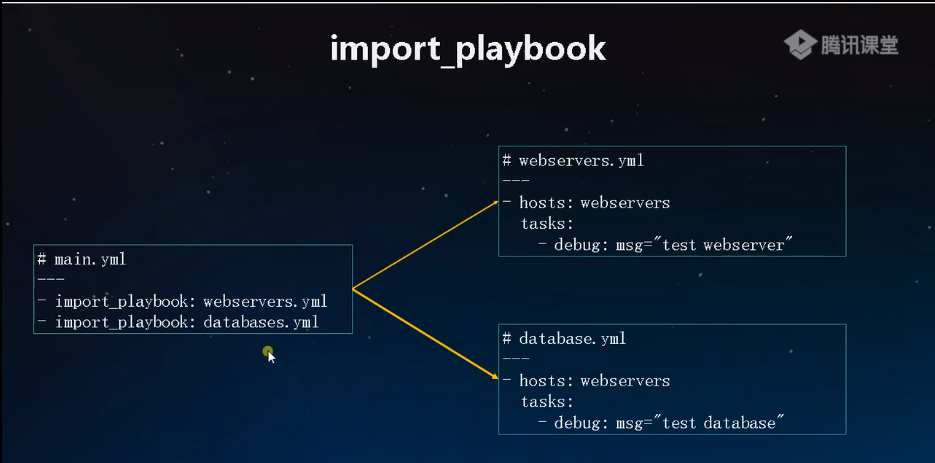 import_playbook
腾讯课堂
# main.yml
---
- import_playbook: webservers.yml
- import_playbook: databases.yml
# webservers.yml
---
- hosts: webservers
  tasks:
    - debug: msg="test webserver"
# database.yml
---
- hosts: webservers
  tasks:
    - debug: msg="test database"